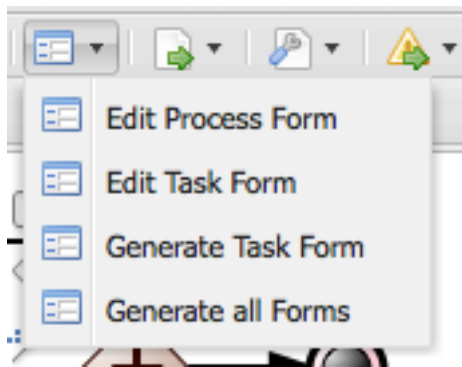 Edit Process Form
Edit Task Form
Generate Task Form
Generate all Forms